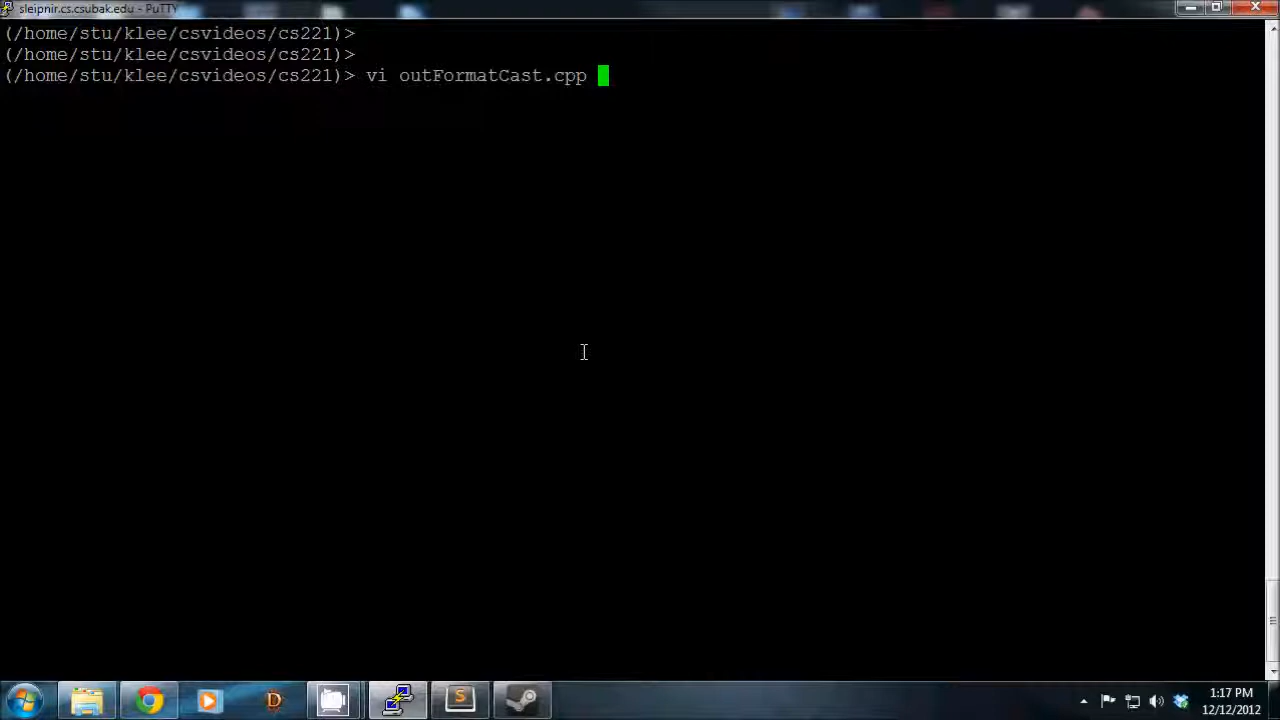 sleipnir.cs.csubak.edu - PuTTY
(/home/stu/klee/csvideos/cs221)>
(/home/stu/klee/csvideos/cs221)>
(/home/stu/klee/csvideos/cs221)> vi outFormatCast.cpp
1:17 PM
12/12/2012